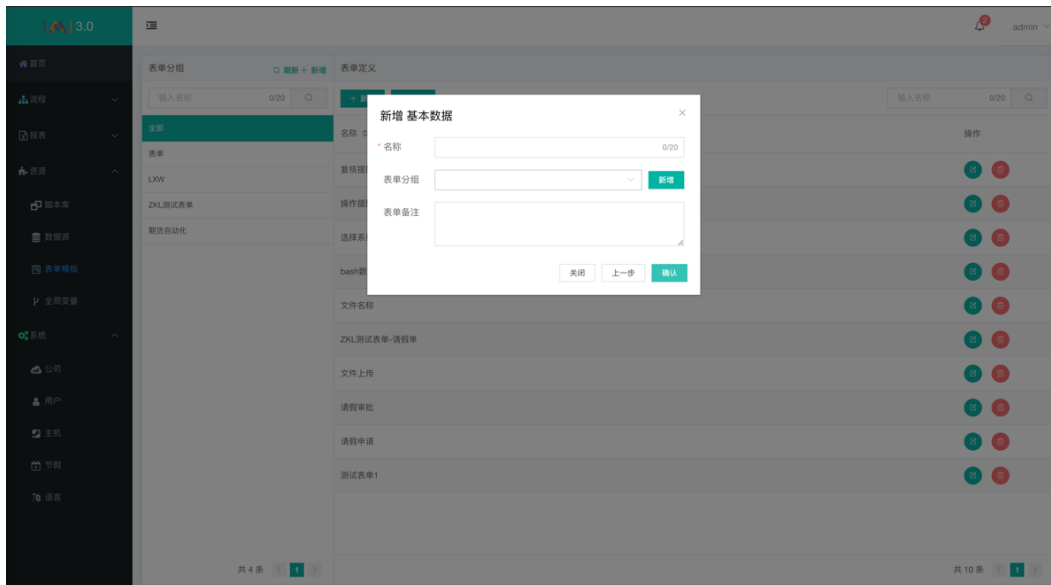 3.0
2
admin
首页
流程
报表
资源
脚本库
数据源
表单模版
全局变量
系统
公司
用户
主机
节假
语言
表单分组
刷新 + 新增
输入名称 0/20
全部
表单
LXW
ZKL测试表单
期货自动化
共 4 条 < 1 >
表单定义
输入名称 0/20
名称
操作
复核提
操作提
选择系
bash数
文件名称
ZKL测试表单-请假单
文件上传
请假审批
请假申请
测试表单1
共 10 条 < 1 >
新增 基本数据
* 名称 0/20
表单分组 新增
表单备注
关闭 上一步 确认